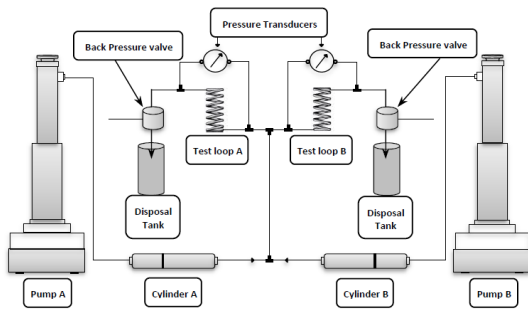 Pressure Transducers
Back Pressure valve
Back Pressure valve
Test loop A
Test loop B
Disposal
Tank
Disposal
Tank
Pump A
Cylinder A
Cylinder B
Pump B